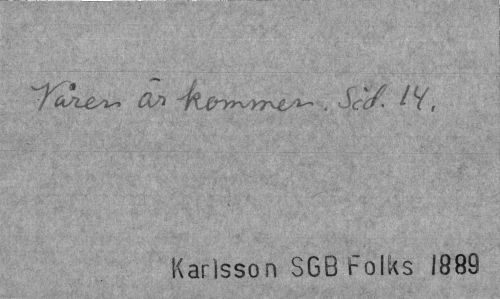 Våren är kommen. Sid. 14.
Karlsson SGB Folks 1889